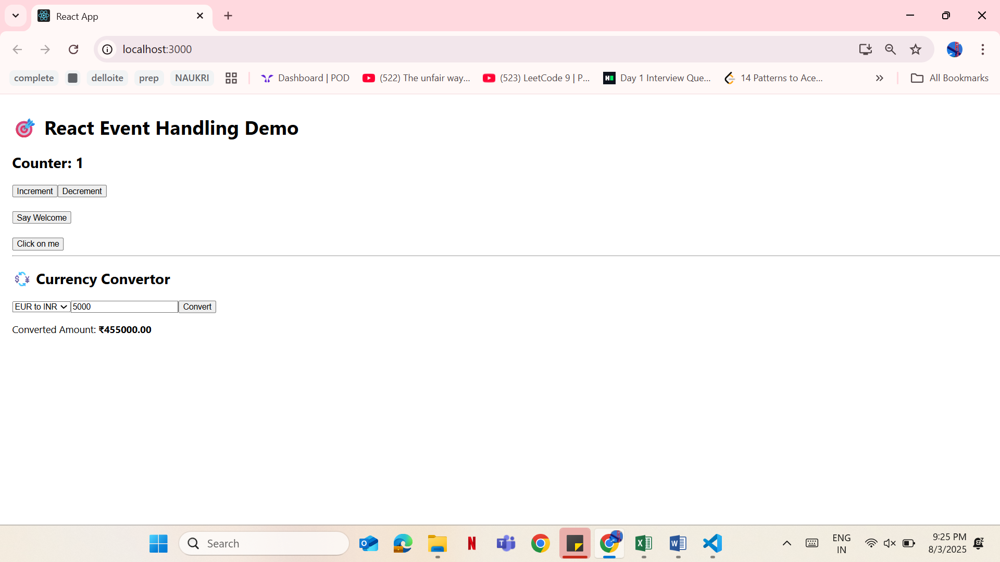 React App
localhost:3000
complete delloite prep NAUKRI Dashboard | POD (522) The unfair way... (523) LeetCode 9 | P... Day 1 Interview Que... 14 Patterns to Ace... » All Bookmarks
React Event Handling Demo
Counter: 1
Increment Decrement
Say Welcome
Click on me
Currency Convertor
EUR to INR 5000 Convert
Converted Amount: ₹455000.00
Search
ENG
IN
9:25 PM
8/3/2025